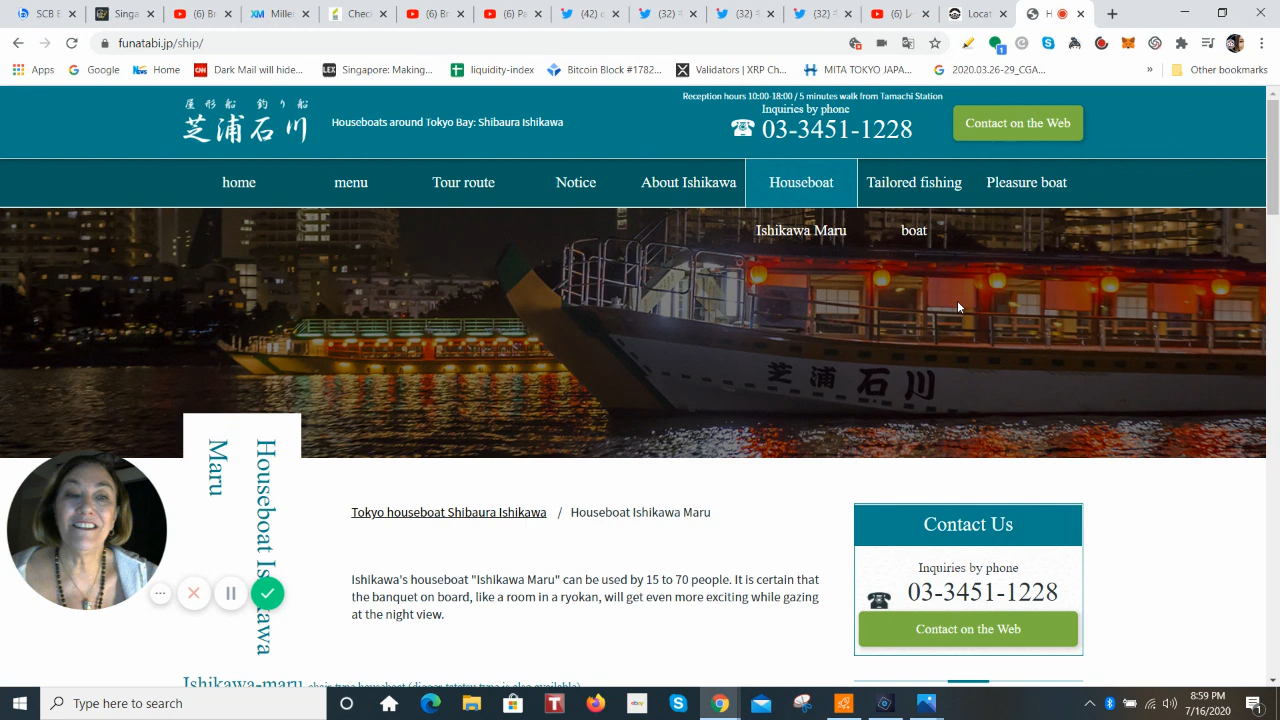 SCB E
(6) Bo
Intern
Check
(6) Pa
(42) c
(32)
(32)
(6)
Locat
H
funatabi.jp/ship/
1
Apps
Google
Home
Dark Mail will hide...
Singapore: Making...
liquidity-index
Bitcoin Block #1782...
Validators | XRP Ch...
MITA TOKYO JAPA...
2020.03.26-29_CGA...
»
Other bookmarks
屋形船 釣り船
芝浦石川
Houseboats around Tokyo Bay: Shibaura Ishikawa
Reception hours 10:00-18:00 / 5 minutes walk from Tamachi Station
Inquiries by phone
03-3451-1228
Contact on the Web
home
menu
Tour route
Notice
About Ishikawa
Houseboat
Ishikawa Maru
Tailored fishing
boat
Pleasure boat
芝浦石川
Houseboat Is kawa
Maru
Tokyo houseboat Shibaura Ishikawa / Houseboat Ishikawa Maru
Ishikawa's houseboat "Ishikawa Maru" can be used by 15 to 70 people. It is certain that
the banquet on board, like a room in a ryokan, will get even more exciting while gazing
at the night view.
Contact Us
Inquiries by phone
03-3451-1228
Contact on the Web
Ishikawa-maru
Type here to search
8:59 PM
7/16/2020